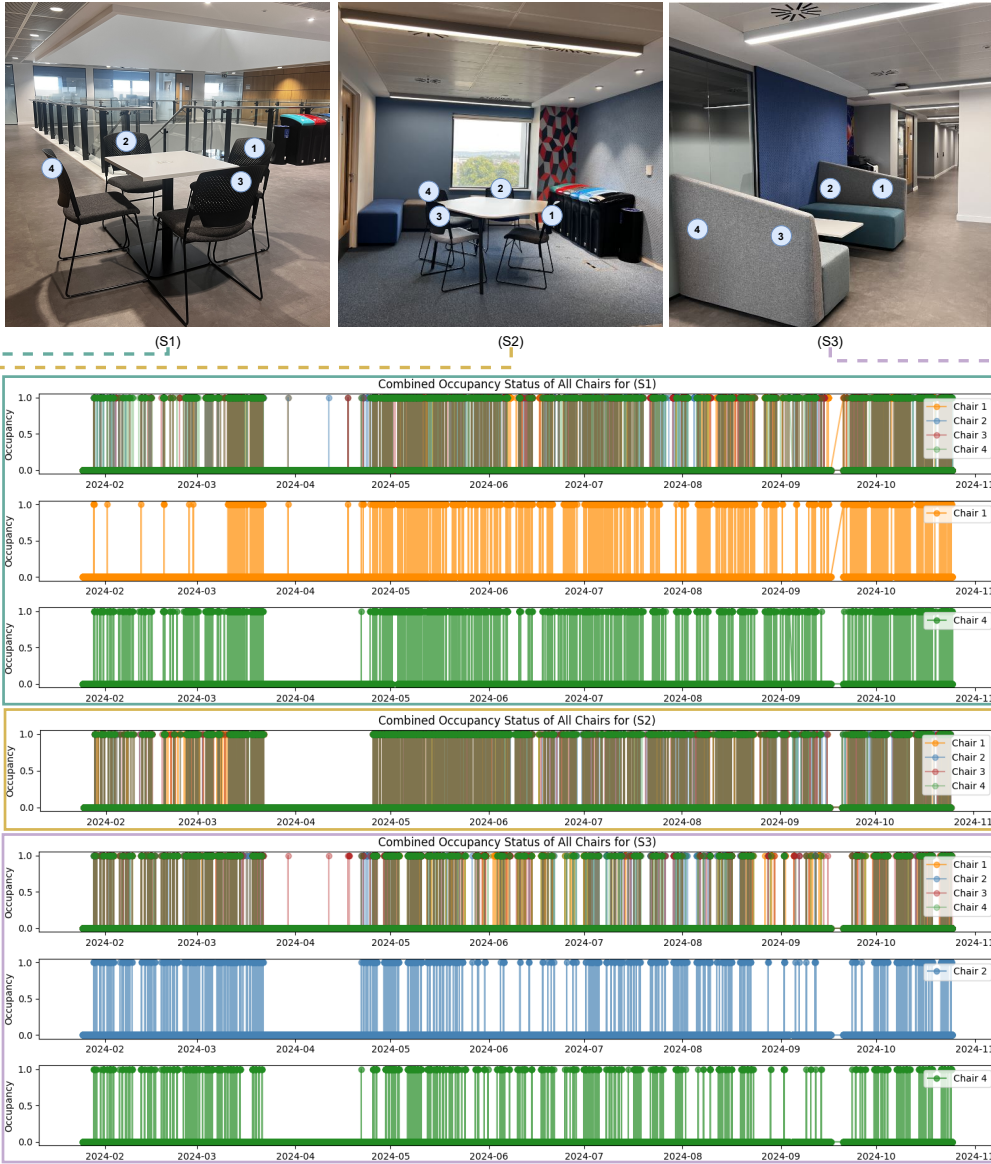 2 1 4 3
4 2 3 1
2 1 4 3
(S1) (S2) (S3)
Combined Occupancy Status of All Chairs for (S1)
Occupancy
1.0
0.5
0.0
Chair 1
Chair 2
Chair 3
Chair 4
2024-02 2024-03 2024-04 2024-05 2024-06 2024-07 2024-08 2024-09 2024-10 2024-11
Occupancy
1.0
0.5
0.0
Chair 1
2024-02 2024-03 2024-04 2024-05 2024-06 2024-07 2024-08 2024-09 2024-10 2024-11
Occupancy
1.0
0.5
0.0
Chair 4
2024-02 2024-03 2024-04 2024-05 2024-06 2024-07 2024-08 2024-09 2024-10 2024-11
Combined Occupancy Status of All Chairs for (S2)
Occupancy
1.0
0.5
0.0
Chair 1
Chair 2
Chair 3
Chair 4
2024-02 2024-03 2024-04 2024-05 2024-06 2024-07 2024-08 2024-09 2024-10 2024-11
Combined Occupancy Status of All Chairs for (S3)
Occupancy
1.0
0.5
0.0
Chair 1
Chair 2
Chair 3
Chair 4
2024-02 2024-03 2024-04 2024-05 2024-06 2024-07 2024-08 2024-09 2024-10 2024-11
Occupancy
1.0
0.5
0.0
Chair 2
2024-02 2024-03 2024-04 2024-05 2024-06 2024-07 2024-08 2024-09 2024-10 2024-11
Occupancy
1.0
0.5
0.0
Chair 4
2024-02 2024-03 2024-04 2024-05 2024-06 2024-07 2024-08 2024-09 2024-10 2024-11